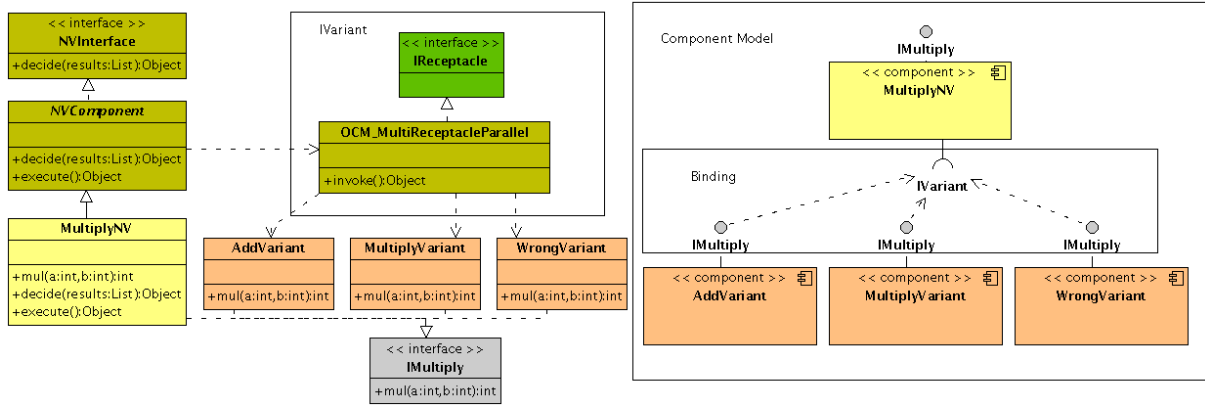 << interface >>
NVInterface
+decide(results:List):Object
NVComponent
+decide(results:List):Object
+execute():Object
MultiplyNV
+mul(a:int,b:int):int
+decide(results:List):Object
+execute():Object
IVariant
<< interface >>
IReceptacle
OCM_MultiReceptacleParallel
+invoke():Object
AddVariant
+mul(a:int,b:int):int
MultiplyVariant
+mul(a:int,b:int):int
WrongVariant
+mul(a:int,b:int):int
<< interface >>
IMultiply
+mul(a:int,b:int):int
Component Model
IMultiply
<< component >>
MultiplyNV
Binding
IVariant
IMultiply
IMultiply
IMultiply
<< component >>
AddVariant
<< component >>
MultiplyVariant
<< component >>
WrongVariant